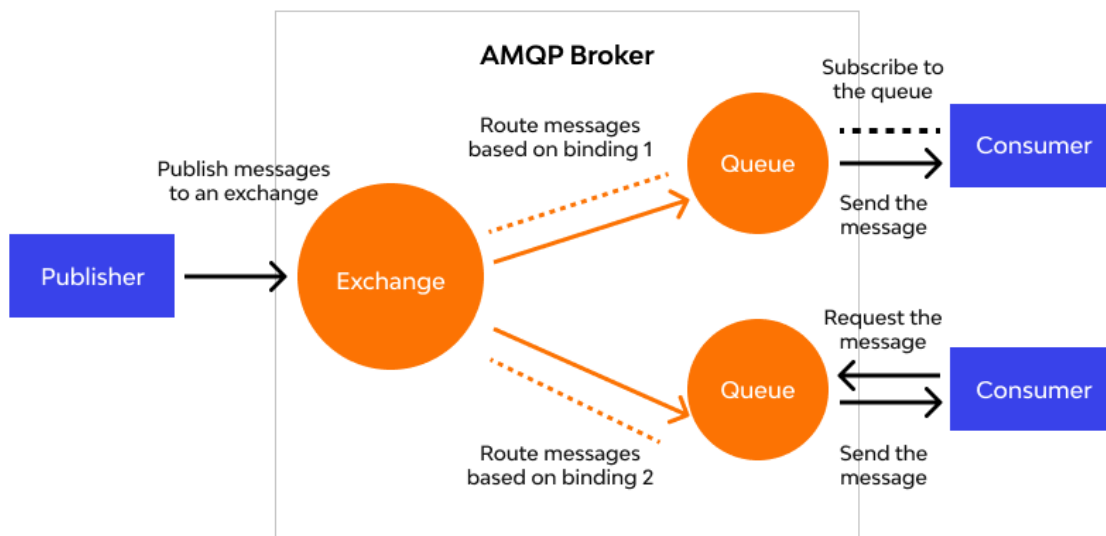 AMQP Broker
Subscribe to
the queue
Route messages
based on binding 1
Queue
Consumer
Publish messages
to an exchange
Send the
message
Publisher
Exchange
Request the
message
Queue
Consumer
Route messages
based on binding 2
Send the
message